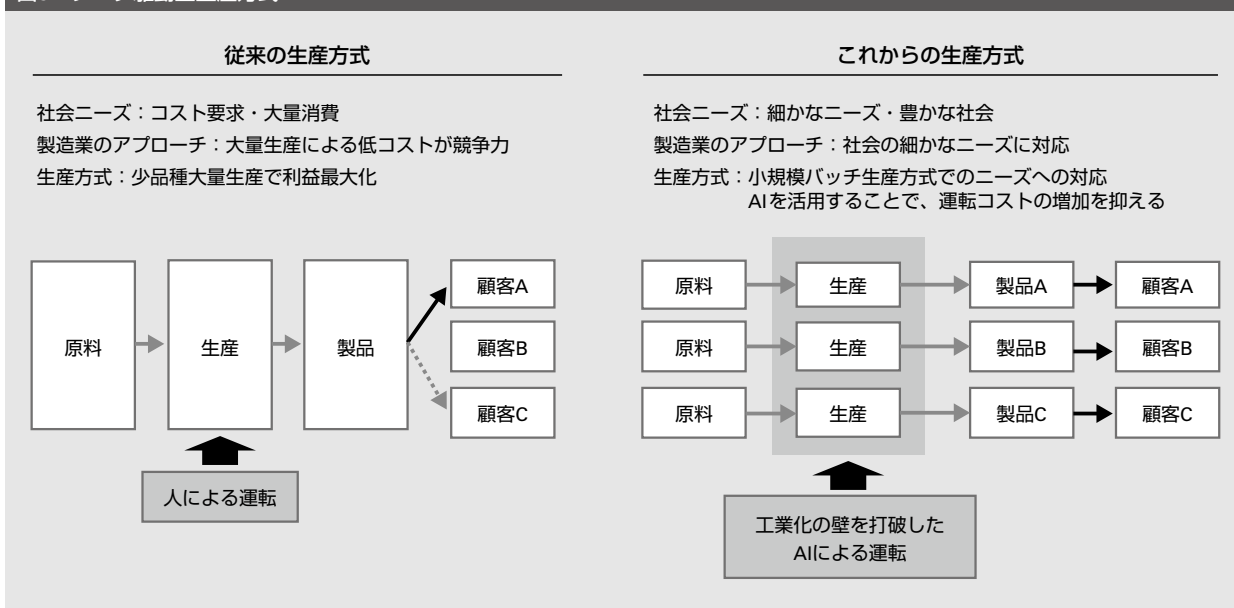 従来の生産方式
社会ニーズ：コスト要求・大量消費
製造業のアプローチ：大量生産による低コストが競争力
生産方式：少品種大量生産で利益最大化
原料
生産
製品
顧客A
顧客B
顧客C
人による運転
これからの生産方式
社会ニーズ：細かなニーズ・豊かな社会
製造業のアプローチ：社会の細かなニーズに対応
生産方式：小規模バッチ生産方式でのニーズへの対応
AIを活用することで、運転コストの増加を抑える
原料
生産
製品A
顧客A
原料
生産
製品B
顧客B
原料
生産
製品C
顧客C
工業化の壁を打破した
AIによる運転